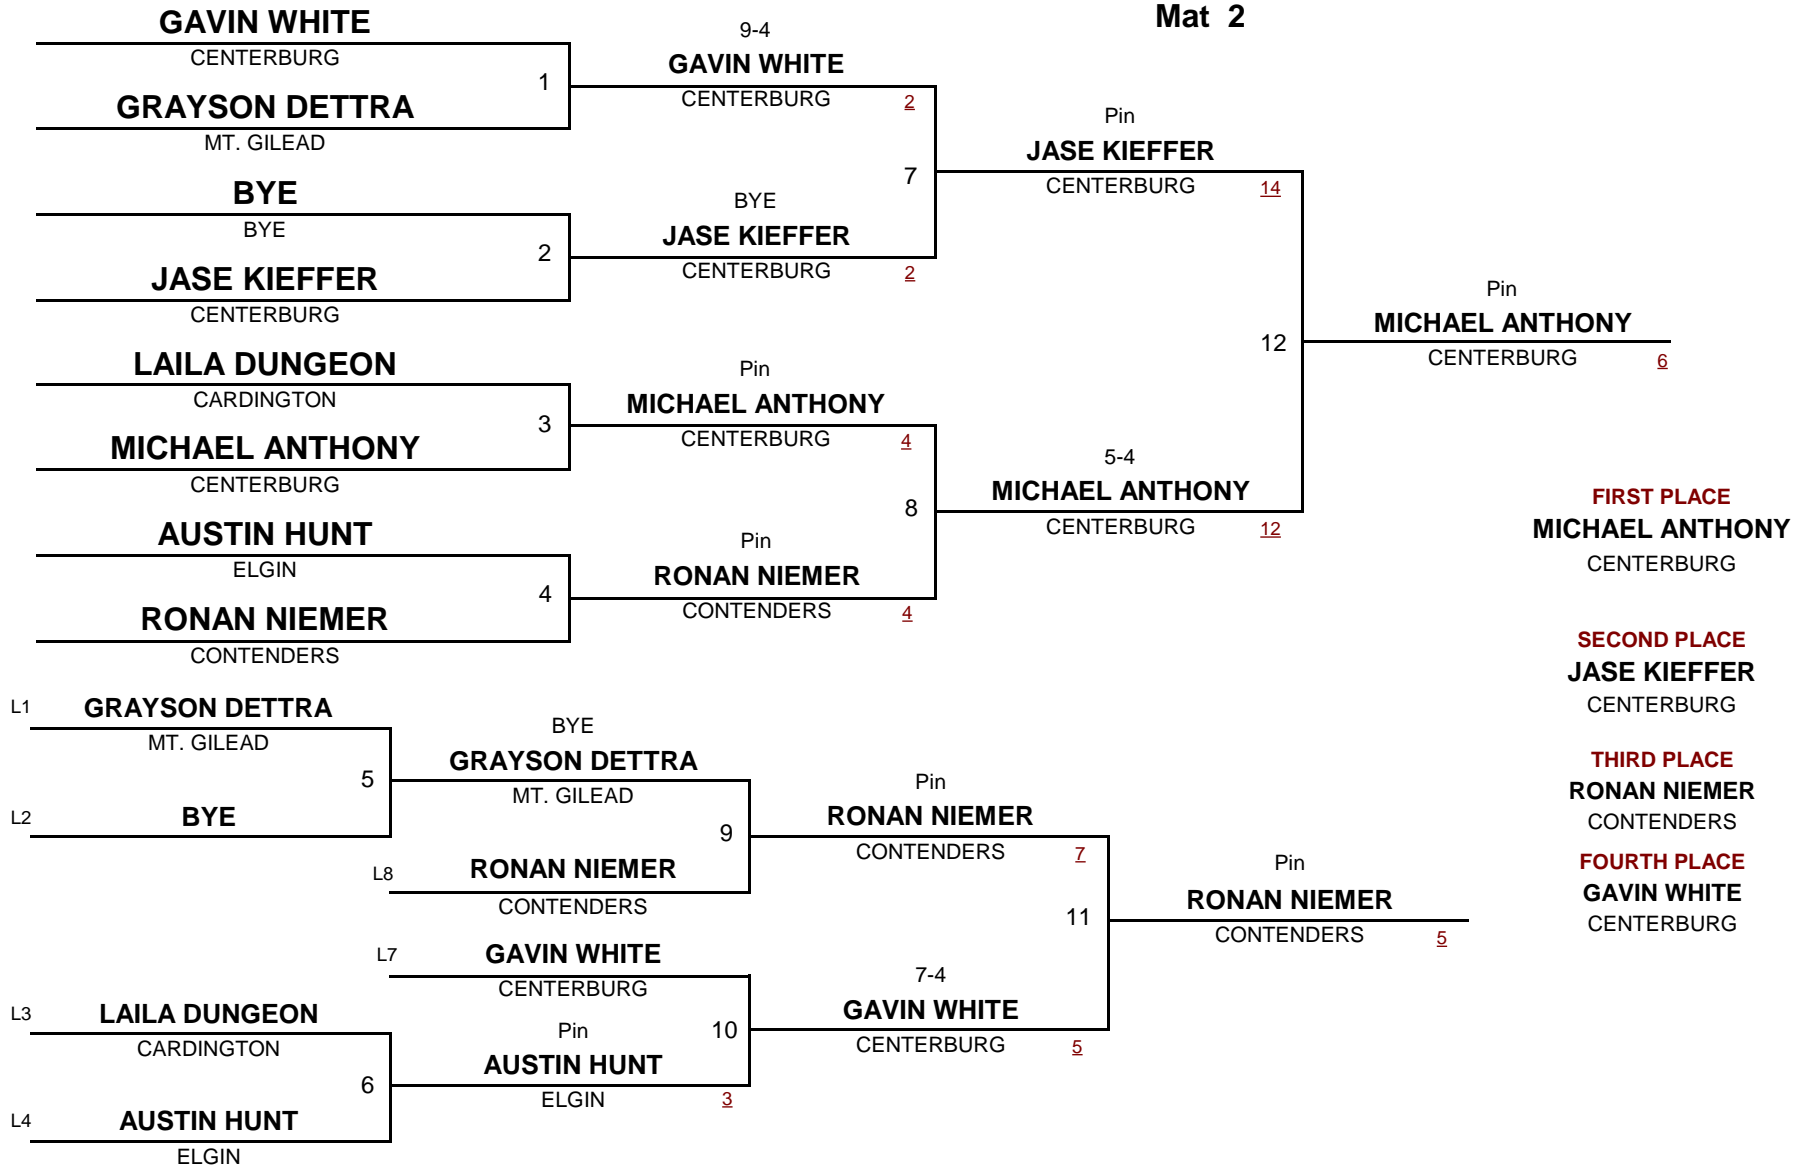 Mat 2
GAVIN WHITE
CENTERBURG
1
GRAYSON DETTRA
MT. GILEAD
BYE
BYE
2
JASE KIEFFER
CENTERBURG
LAILA DUNGEON
CARDINGTON
3
MICHAEL ANTHONY
CENTERBURG
AUSTIN HUNT
ELGIN
4
RONAN NIEMER
CONTENDERS
9-4
GAVIN WHITE
CENTERBURG 2
7
BYE
JASE KIEFFER
CENTERBURG 2
Pin
MICHAEL ANTHONY
CENTERBURG 4
8
Pin
RONAN NIEMER
CONTENDERS 4
Pin
JASE KIEFFER
CENTERBURG 14
12
5-4
MICHAEL ANTHONY
CENTERBURG 12
Pin
MICHAEL ANTHONY
CENTERBURG 6
L1 GRAYSON DETTRA
MT. GILEAD
5
L2 BYE
L3 LAILA DUNGEON
CARDINGTON
6
L4 AUSTIN HUNT
ELGIN
BYE
GRAYSON DETTRA
MT. GILEAD
9
L8 RONAN NIEMER
CONTENDERS
L7 GAVIN WHITE
CENTERBURG
10
Pin
AUSTIN HUNT
ELGIN 3
Pin
RONAN NIEMER
CONTENDERS 7
11
7-4
GAVIN WHITE
CENTERBURG 5
Pin
RONAN NIEMER
CONTENDERS 5
FIRST PLACE
MICHAEL ANTHONY
CENTERBURG
SECOND PLACE
JASE KIEFFER
CENTERBURG
THIRD PLACE
RONAN NIEMER
CONTENDERS
FOURTH PLACE
GAVIN WHITE
CENTERBURG